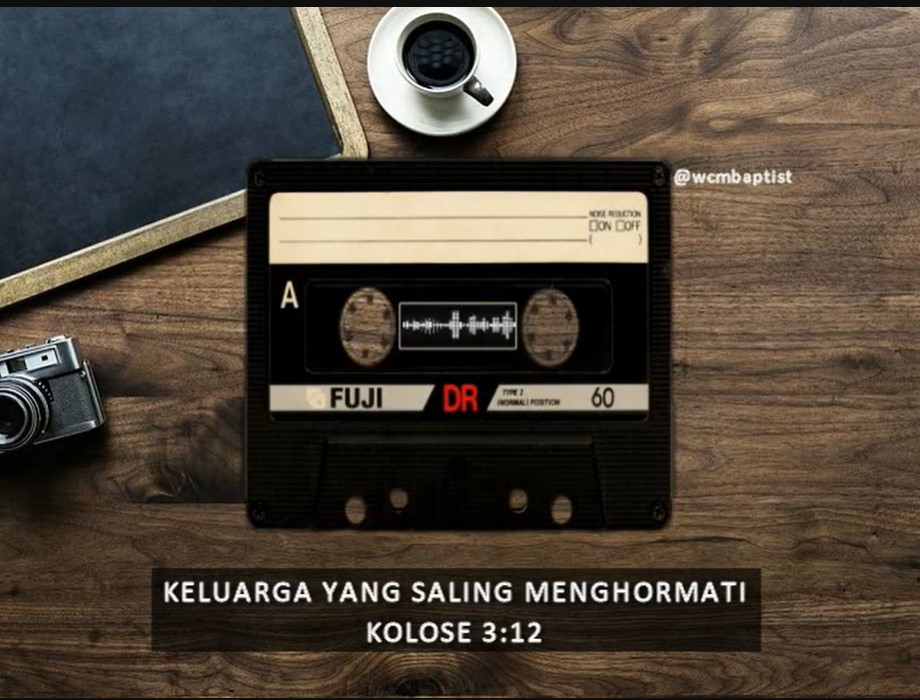 @wcmbaptist
NOISE REDUCTION
ON OFF
( )
A
FUJI DR TYPE I 60
(NORMAL) POSITION
KELUARGA YANG SALING MENGHORMATI
KOLOSE 3:12